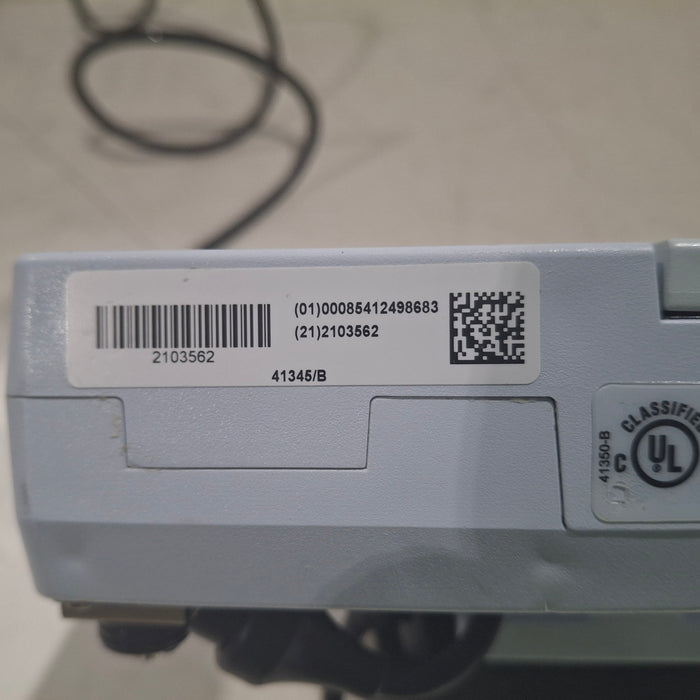 (01)00085412498683
(21)2103562
2103562
41345/B
CLASSIFIED
C UL
41350-B